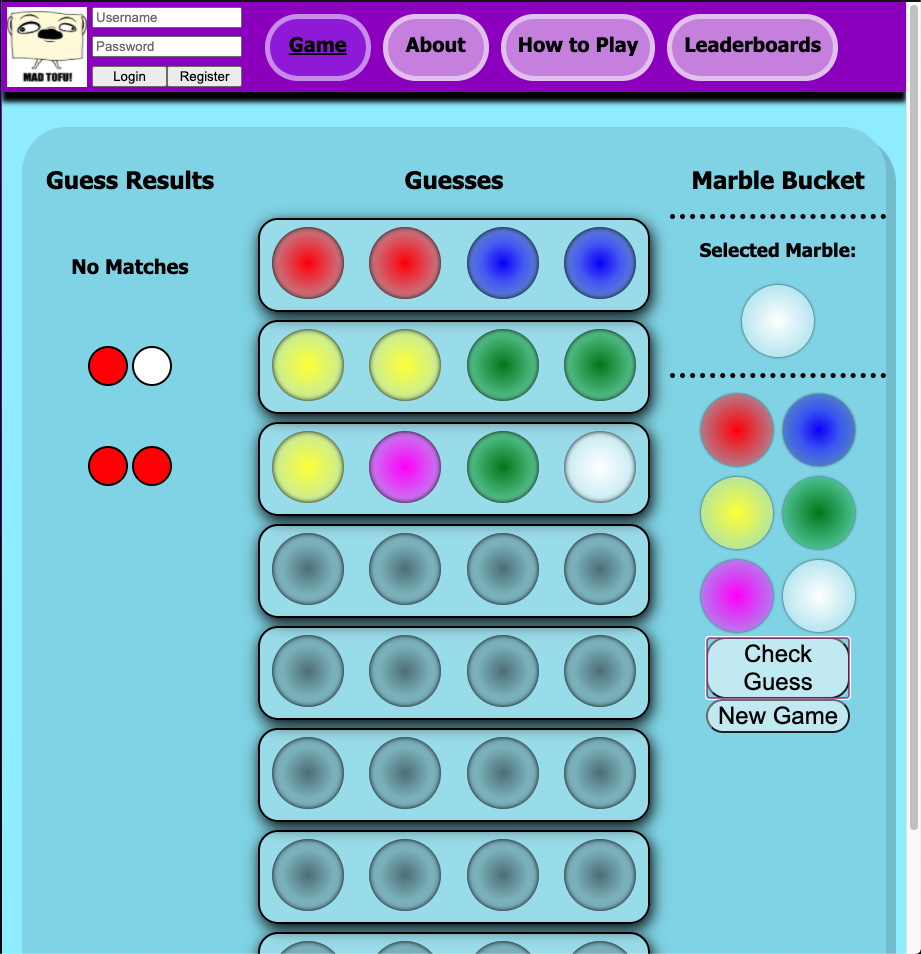 Username
Password
Login Register
MAD TOFU!
Game About How to Play Leaderboards
Guess Results
Guesses
Marble Bucket
No Matches
Selected Marble:
Check
Guess
New Game